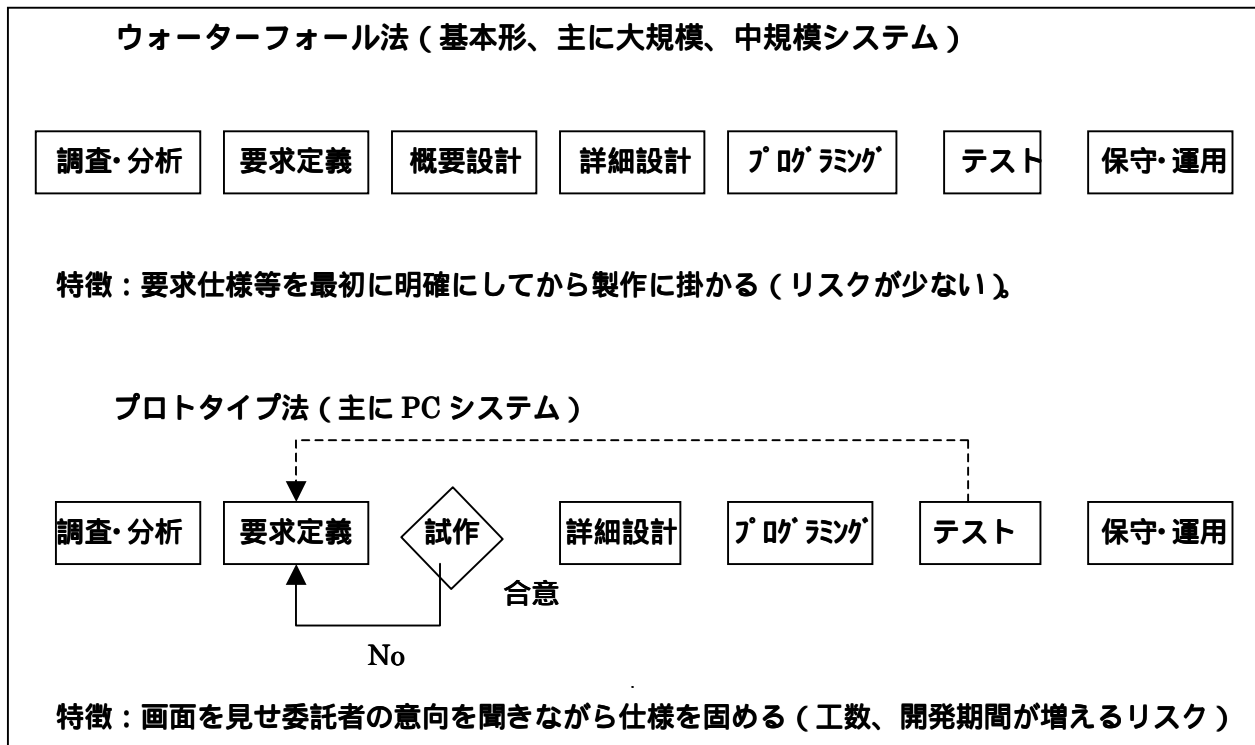 ウォーターフォール法(基本形、主に大規模、中規模システム)
調査・分析 要求定義 概要設計 詳細設計 プログラミング テスト 保守・運用
特徴:要求仕様等を最初に明確にしてから製作に掛かる(リスクが少ない)。
プロトタイプ法(主に PC システム)
調査・分析 要求定義 試作 詳細設計 プログラミング テスト 保守・運用
合意
No
特徴:画面を見せ委託者の意向を聞きながら仕様を固める(工数、開発期間が増えるリスク)